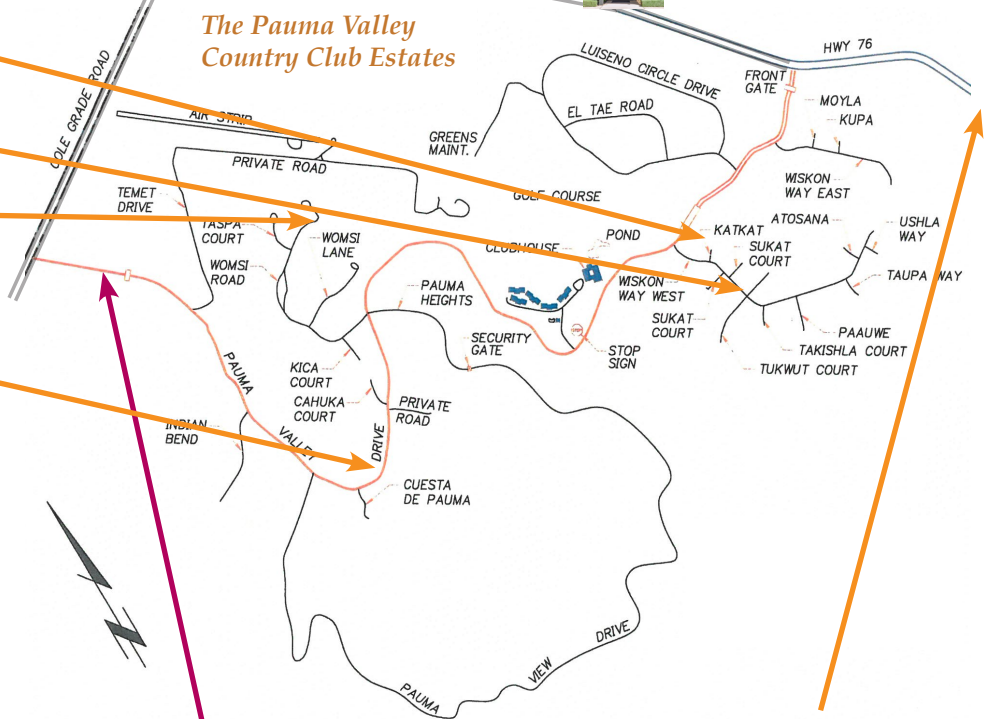 The Pauma Valley
Country Club Estates
HWY 76
COLE GRADE ROAD
LUISENO CIRCLE DRIVE
FRONT
GATE
MOYLA
KUPA
EL TAE ROAD
AIR STRIP
GREENS
MAINT.
PRIVATE ROAD
WISKON
WAY EAST
TEMET
DRIVE
GOLF COURSE
TASPA
COURT
WOMSI
LANE
POND
KATKAT
ATOSANA
USHLA
WAY
CLUBHOUSE
SUKAT
COURT
WOMSI
ROAD
PAUMA
HEIGHTS
WISKON
WAY WEST
TAUPA WAY
SUKAT
COURT
PAAUWE
SECURITY
GATE
STOP
SIGN
TAKISHLA COURT
TUKWUT COURT
KICA
COURT
CAHUKA
COURT
PRIVATE
ROAD
PAUMA
VALLEY
DRIVE
INDIAN
BEND
CUESTA
DE PAUMA
PAUMA
VIEW
DRIVE
N